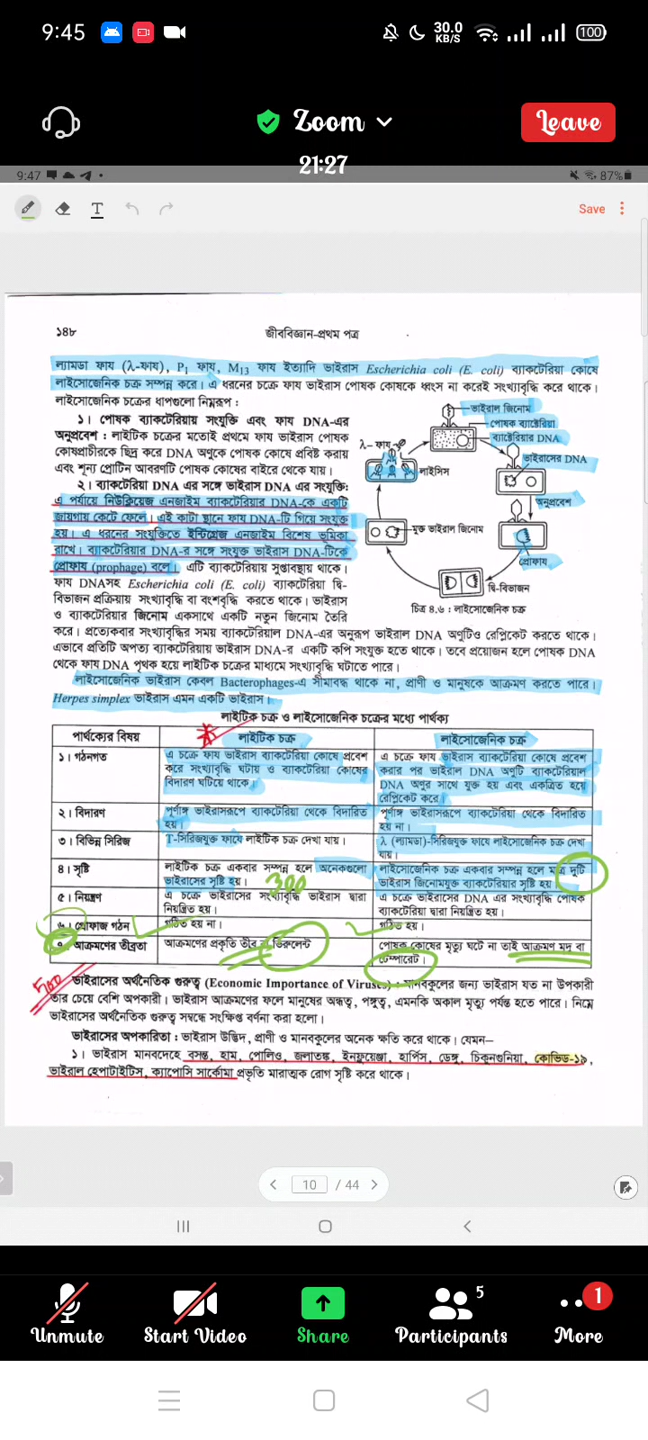 9:45
30.0
KB/S
100
Zoom
Leave
21:27
9:47
87%
T
Save
১৪৮
জীববিজ্ঞান-প্রথম পত্র
ল্যামডা ফায (λ-ফায), P1 ফায, M13 ফায ইত্যাদি ভাইরাস Escherichia coli (E. coli) ব্যাকটেরিয়া কোষে
লাইসোজেনিক চক্র সম্পন্ন করে। এ ধরনের চক্রে ফায ভাইরাস পোষক কোষকে ধ্বংস না করেই সংখ্যাবৃদ্ধি করে থাকে।
লাইসোজেনিক চক্রের ধাপগুলো নিম্নরূপ:
১। পোষক ব্যাকটেরিয়ায় সংযুক্তি এবং ফায DNA-এর
অনুপ্রবেশ: লাইটিক চক্রের মতোই প্রথমে ফায ভাইরাস পোষক
কোষপ্রাচীরকে ছিদ্র করে DNA অণুকে পোষক কোষে প্রবিষ্ট করায়
এবং শূন্য প্রোটিন আবরণটি পোষক কোষের বাইরে থেকে যায়।
২। ব্যাকটেরিয়া DNA এর সঙ্গে ভাইরাস DNA এর সংযুক্তি:
এ পর্যায়ে নিউক্লিয়েজ এনজাইম ব্যাকটেরিয়ার DNA-কে একটি
জায়গায় কেটে ফেলে। এই কাটা স্থানে ফায DNA-টি গিয়ে সংযুক্ত
হয়। এ ধরনের সংযুক্তিতে ইন্টিগ্রেজ এনজাইম বিশেষ ভূমিকা
রাখে। ব্যাকটেরিয়াল DNA-র সঙ্গে সংযুক্ত ভাইরাস DNA-টিকে
প্রোফায (prophage) বলে। এটি ব্যাকটেরিয়ায় সুপ্তাবস্থায় থাকে।
ফায DNAসহ Escherichia coli (E. coli) ব্যাকটেরিয়া দ্বি-
বিভাজন প্রক্রিয়ায় সংখ্যাবৃদ্ধি বা বংশবৃদ্ধি করতে থাকে। ভাইরাস
ও ব্যাকটেরিয়ার জিনোম একসাথে একটি নতুন জিনোম তৈরি
করে। প্রত্যেকবার সংখ্যাবৃদ্ধির সময় ব্যাকটেরিয়াল DNA-এর অনুরূপ ভাইরাল DNA অণুটিও রেপ্লিকেট করতে থাকে।
এভাবে প্রতিটি অপত্য ব্যাকটেরিয়ায় ভাইরাস DNA-র একটি কপি সংযুক্ত হতে থাকে। তবে প্রয়োজন হলে পোষক DNA
থেকে ফায DNA পৃথক হয়ে লাইটিক চক্রের মাধ্যমে সংখ্যাবৃদ্ধি ঘটাতে পারে।
ভাইরাল জিনোম
পোষক ব্যাক্টেরিয়া
ব্যাক্টেরিয়ার DNA
λ- ফায
লাইসিস
ভাইরাসের DNA
অনুপ্রবেশ
মুক্ত ভাইরাল জিনোম
প্রোফায
দ্বি-বিভাজন
চিত্র ৪.৬ : লাইসোজেনিক চক্র
লাইসোজেনিক ভাইরাস কেবল Bacterophages-এ সীমাবদ্ধ থাকে না, প্রাণী ও মানুষকে আক্রমণ করতে পারে।
Herpes simplex ভাইরাস এমন একটি ভাইরাস।
লাইটিক চক্র ও লাইসোজেনিক চক্রের মধ্যে পার্থক্য
পার্থক্যের বিষয়
লাইটিক চক্র
লাইসোজেনিক চক্র
১। গঠনগত
এ চক্রে ফায ভাইরাস ব্যাকটেরিয়া কোষে প্রবেশ
করে সংখ্যাবৃদ্ধি ঘটায় ও ব্যাকটেরিয়া কোষের
বিদারণ ঘটিয়ে থাকে।
এ চক্রে ফায ভাইরাস ব্যাকটেরিয়া কোষে প্রবেশ
করার পর ভাইরাল DNA অণুটি ব্যাকটেরিয়াল
DNA অণুর সাথে যুক্ত হয় এবং একত্রিত হয়ে
রেপ্লিকেট করে।
২। বিদারণ
পূর্ণাঙ্গ ভাইরাসরূপে ব্যাকটেরিয়া থেকে বিদারিত
হয়।
পূর্ণাঙ্গ ভাইরাসরূপে ব্যাকটেরিয়া থেকে বিদারিত
হয় না।
৩। বিভিন্ন সিরিজ
T-সিরিজযুক্ত ফাযে লাইটিক চক্র দেখা যায়।
λ (ল্যামডা)-সিরিজযুক্ত ফাযে লাইসোজেনিক চক্র দেখা
যায়।
৪। সৃষ্টি
লাইটিক চক্র একবার সম্পন্ন হলে অনেকগুলো
ভাইরাসের সৃষ্টি হয়।
300
লাইসোজেনিক চক্র একবার সম্পন্ন হলে মাত্র দুটি
ভাইরাস জিনোমযুক্ত ব্যাকটেরিয়ার সৃষ্টি হয়।
৫। নিয়ন্ত্রণ
এ চক্রে ভাইরাসের সংখ্যাবৃদ্ধি ভাইরাস দ্বারা
নিয়ন্ত্রিত হয়।
এ চক্রে ভাইরাসের DNA এর সংখ্যাবৃদ্ধি পোষক
ব্যাকটেরিয়া দ্বারা নিয়ন্ত্রিত হয়।
৬। প্রোফাজ গঠন
গঠিত হয় না।
গঠিত হয়।
৭। আক্রমণের তীব্রতা
আক্রমণের প্রকৃতি তীব্র বা ভিরুলেন্ট
পোষক কোষের মৃত্যু ঘটে না তাই আক্রমণ মৃদু বা
টেম্পারেট।
500
ভাইরাসের অর্থনৈতিক গুরুত্ব (Economic Importance of Viruses) : মানবকুলের জন্য ভাইরাস যত না উপকারী
তার চেয়ে বেশি অপকারী। ভাইরাস আক্রমণের ফলে মানুষের অন্ধত্ব, পঙ্গুত্ব, এমনকি অকাল মৃত্যু পর্যন্ত হতে পারে। নিম্নে
ভাইরাসের অর্থনৈতিক গুরুত্ব সম্বন্ধে সংক্ষিপ্ত বর্ণনা করা হলো।
ভাইরাসের অপকারিতা: ভাইরাস উদ্ভিদ, প্রাণী ও মানবকুলের অনেক ক্ষতি করে থাকে। যেমন–
১। ভাইরাস মানবদেহে বসন্ত, হাম, পোলিও, জলাতঙ্ক, ইনফ্লুয়েঞ্জা, হার্পিস, ডেঙ্গু, চিকুনগুনিয়া, কোভিড-১৯,
ভাইরাল হেপাটাইটিস, ক্যাপোসি সার্কোমা প্রভৃতি মারাত্মক রোগ সৃষ্টি করে থাকে।
10 / 44
Unmute
Start Video
Share
5
Participants
1
More